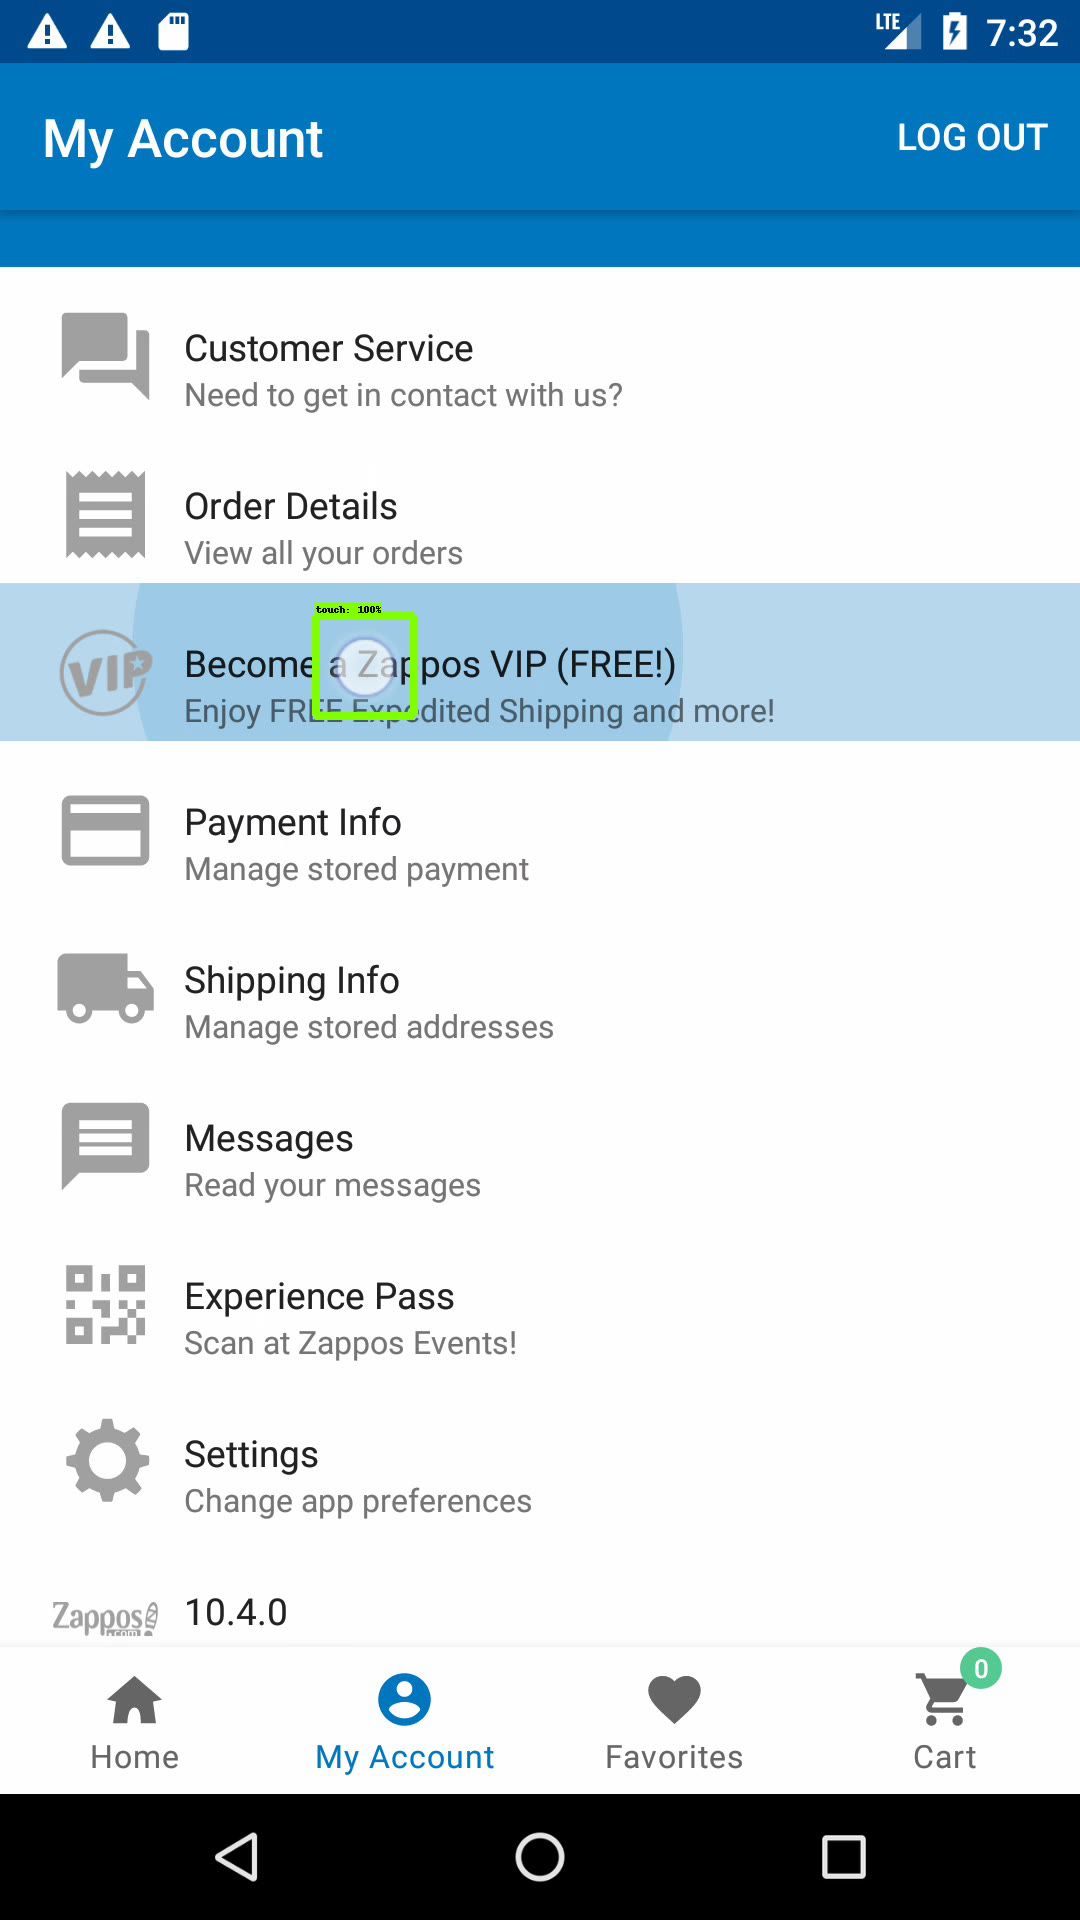 LTE 7:32
My Account LOG OUT
Customer Service
Need to get in contact with us?
Order Details
View all your orders
touch: 100%
VIP Become a Zappos VIP (FREE!)
Enjoy FREE Expedited Shipping and more!
Payment Info
Manage stored payment
Shipping Info
Manage stored addresses
Messages
Read your messages
Experience Pass
Scan at Zappos Events!
Settings
Change app preferences
Zappos .com 10.4.0
0
Home My Account Favorites Cart